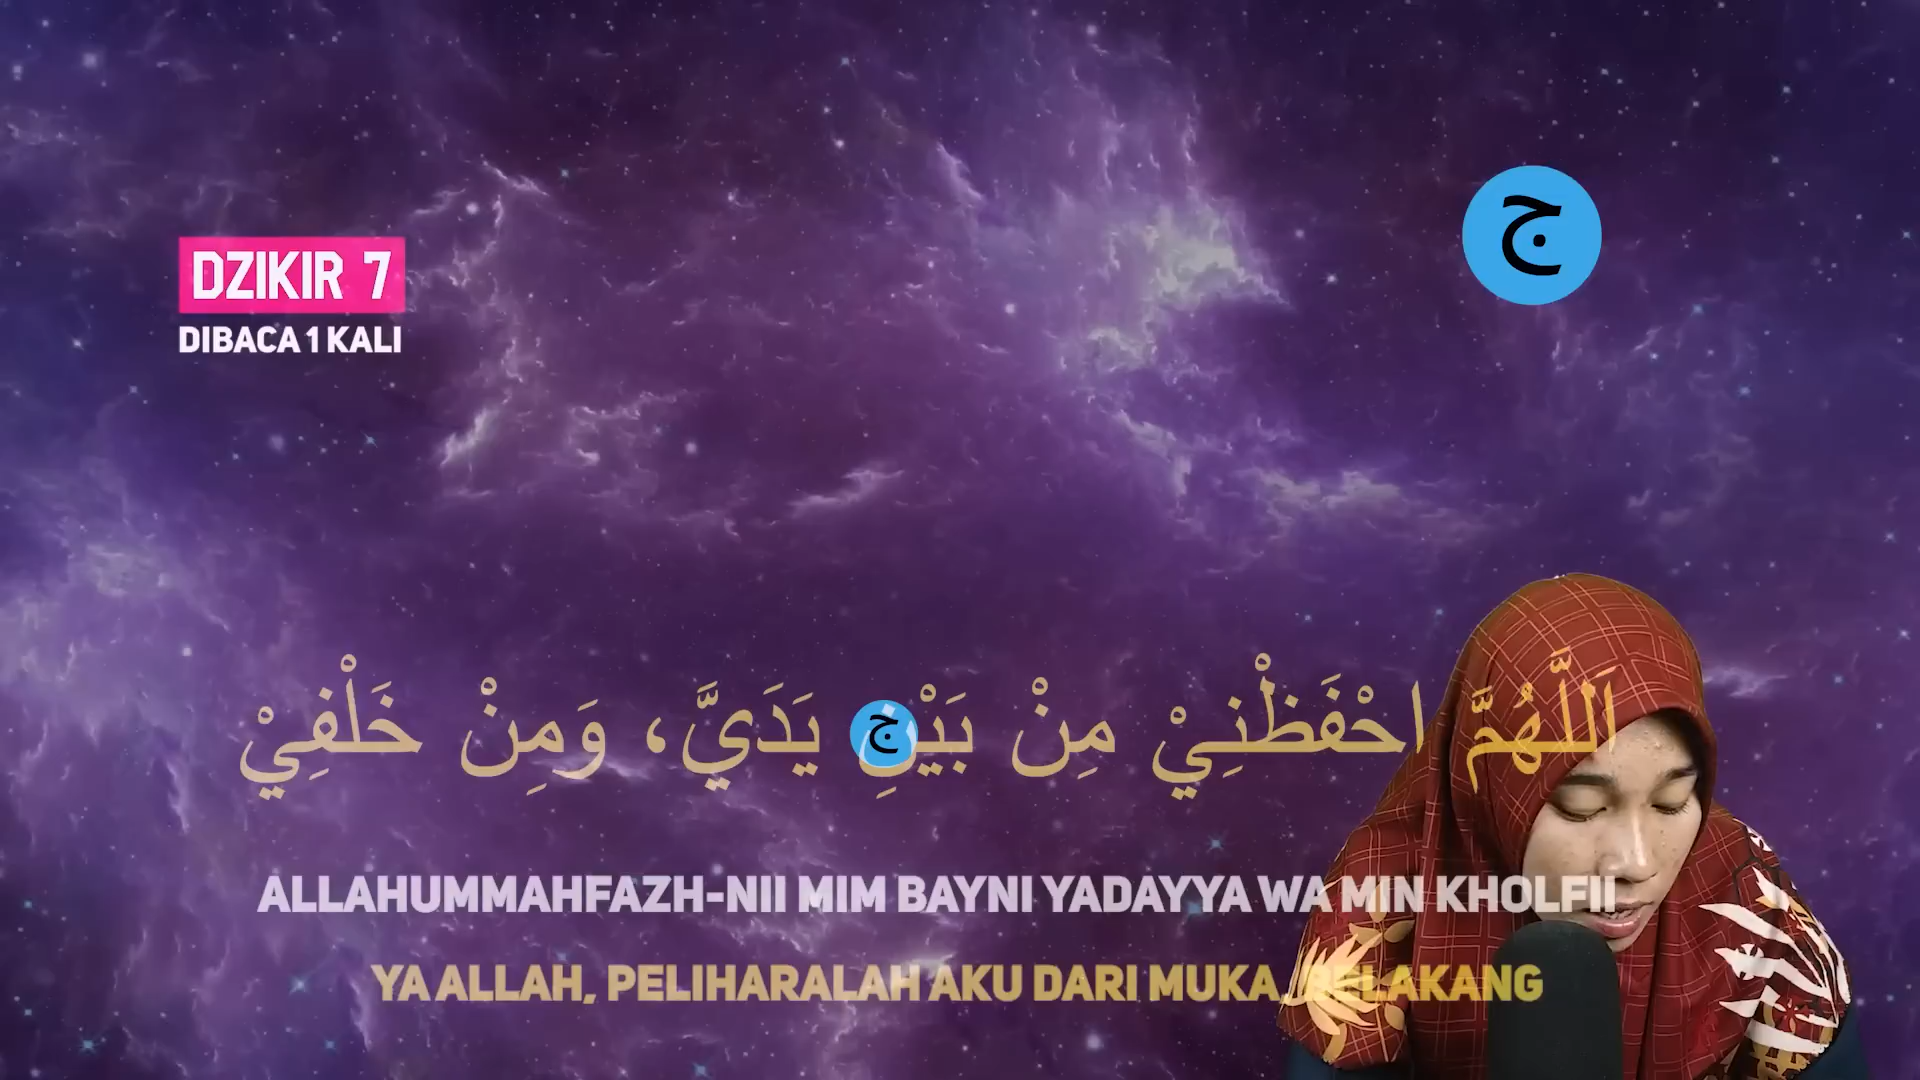 ج
DZIKIR 7
DIBACA 1 KALI
اَللَّهُمَّ احْفَظْنِيْ مِنْ بَيْنِ يَدَيَّ، وَمِنْ خَلْفِيْ
ج
ALLAHUMMAHFAZH-NII MIM BAYNI YADAYYA WA MIN KHOLFII
YA ALLAH, PELIHARALAH AKU DARI MUKA, BELAKANG